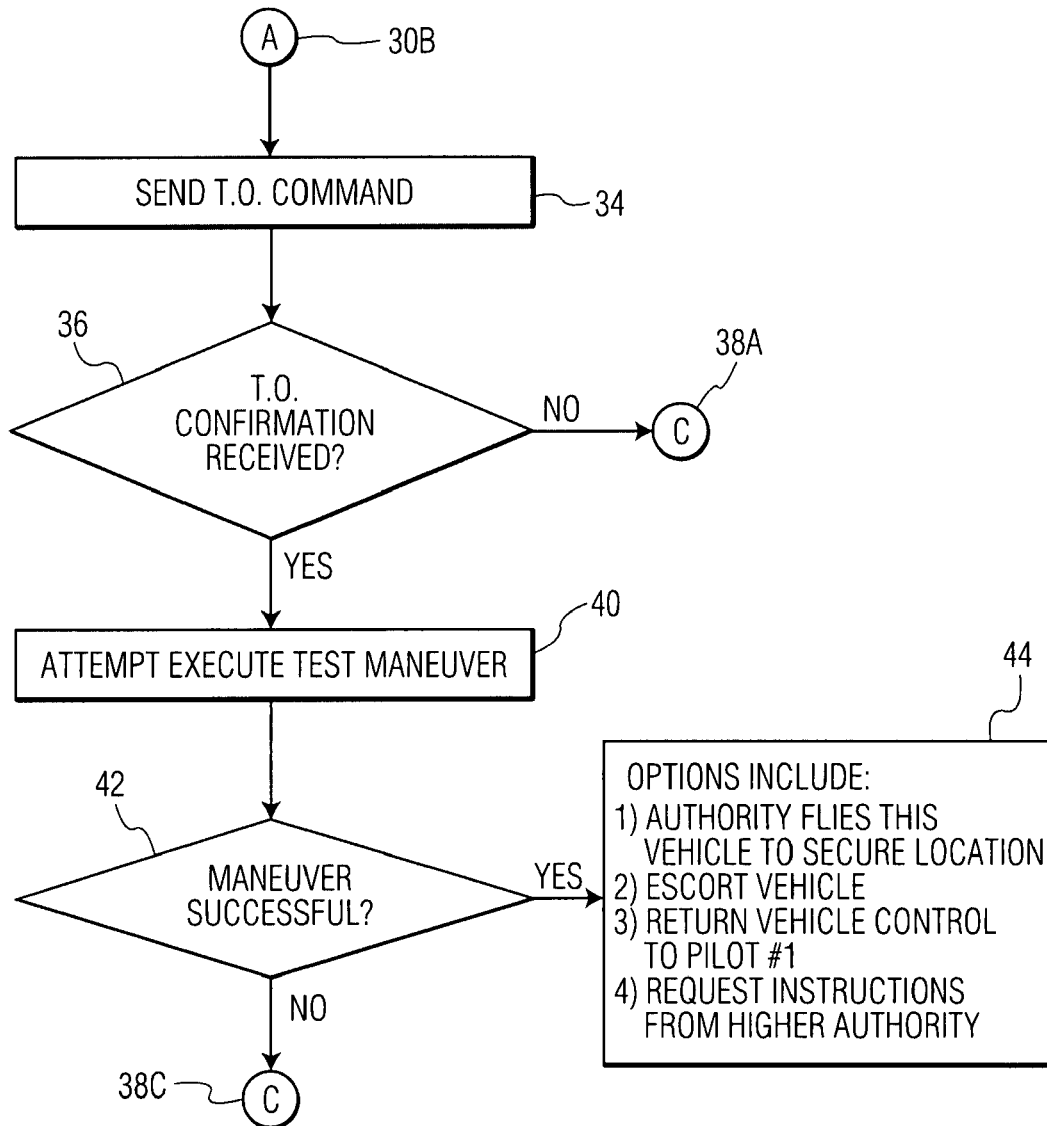 A
30B
SEND T.O. COMMAND
34
36
T.O.
CONFIRMATION
RECEIVED?
NO
38A
C
YES
40
ATTEMPT EXECUTE TEST MANEUVER
44
42
MANEUVER
SUCCESSFUL?
YES
OPTIONS INCLUDE:
1) AUTHORITY FLIES THIS
VEHICLE TO SECURE LOCATION
2) ESCORT VEHICLE
3) RETURN VEHICLE CONTROL
TO PILOT #1
4) REQUEST INSTRUCTIONS
FROM HIGHER AUTHORITY
NO
38C
C